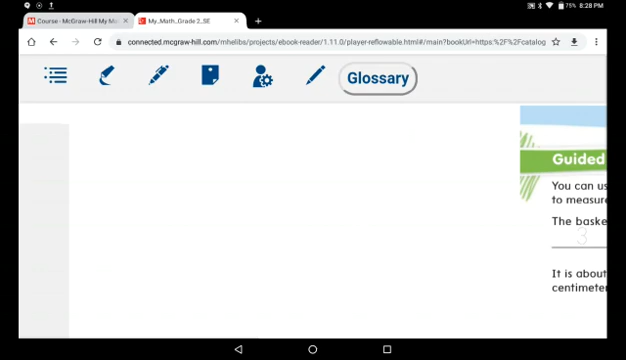 75% 8:28 PM
Course - McGraw-Hill My Ma
My_Math_Grade 2_SE
connected.mcgraw-hill.com/mhelibs/projects/ebook-reader/1.11.0/player-reflowable.html#/main?bookUrl=https:%2F%2Fcatalog
Glossary
Guided
You can us
to measure
The baske
3
It is about
centimeter